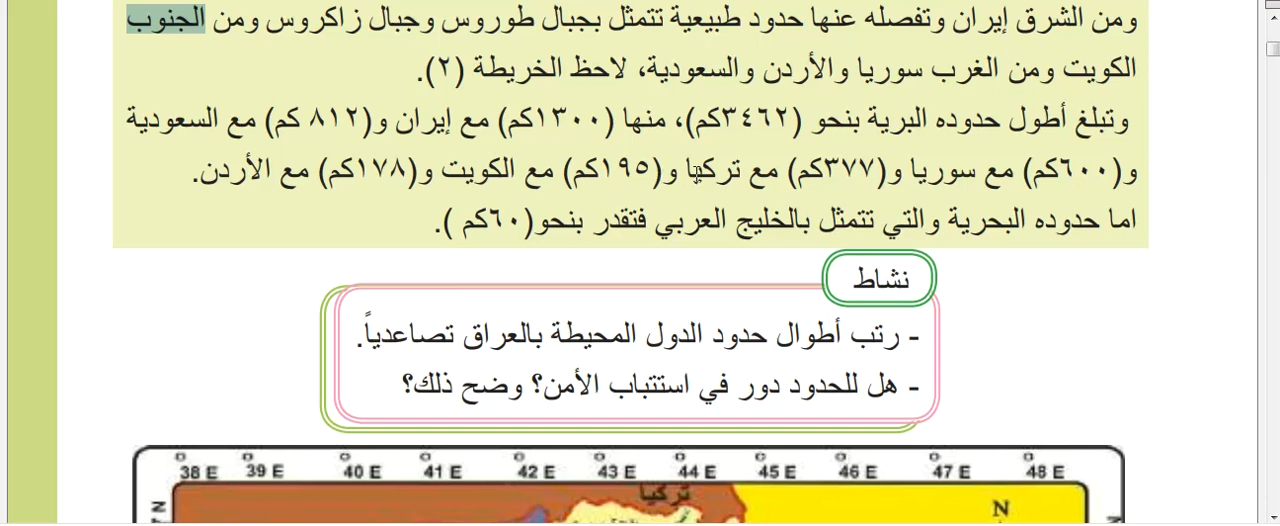 ومن الشرق إيران وتفصله عنها حدود طبيعية تتمثل بجبال طوروس وجبال زاكروس ومن الجنوب
الكويت ومن الغرب سوريا والأردن والسعودية، لاحظ الخريطة (٢).
وتبلغ أطول حدوده البرية بنحو (٣٤٦٢كم)، منها (١٣٠٠كم) مع إيران و(٨١٢ كم) مع السعودية
و(٦٠٠كم) مع سوريا و(٣٧٧كم) مع تركيا و(١٩٥كم) مع الكويت و(١٧٨كم) مع الأردن.
اما حدوده البحرية والتي تتمثل بالخليج العربي فتقدر بنحو(٦٠كم ).
نشاط
- رتب أطوال حدود الدول المحيطة بالعراق تصاعدياً.
- هل للحدود دور في استتباب الأمن؟ وضح ذلك؟
38 E 39 E 40 E 41 E 42 E 43 E 44 E 45 E 46 E 47 E 48 E
تركيا
N